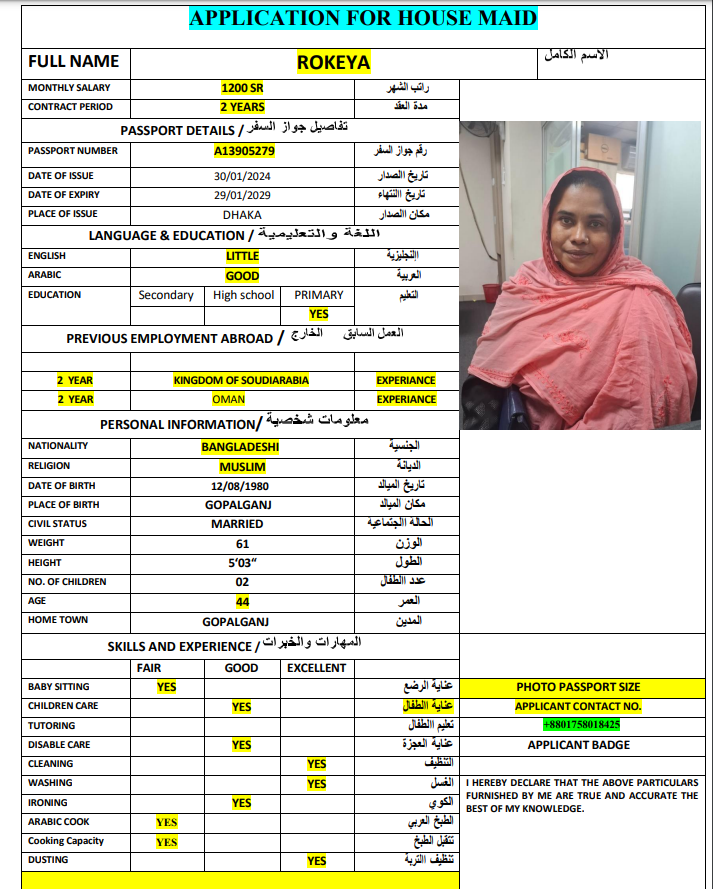 APPLICATION FOR HOUSE MAID
FULL NAME ROKEYA الاسم الكامل
MONTHLY SALARY 1200 SR راتب الشهر
CONTRACT PERIOD 2 YEARS مدة العقد
PASSPORT DETAILS / تفاصيل جواز السفر
PASSPORT NUMBER A13905279 رقم جواز السفر
DATE OF ISSUE 30/01/2024 تاريخ االصدار
DATE OF EXPIRY 29/01/2029 تاريخ االنتهاء
PLACE OF ISSUE DHAKA مكان االصدار
LANGUAGE & EDUCATION / اللغة والتعليمية
ENGLISH LITTLE اإلنجليزية
ARABIC GOOD العربية
EDUCATION Secondary High school PRIMARY التعليم
YES
PREVIOUS EMPLOYMENT ABROAD / العمل السابق الخارج
2 YEAR KINGDOM OF SOUDIARABIA EXPERIANCE
2 YEAR OMAN EXPERIANCE
PERSONAL INFORMATION/ معلومات شخصية
NATIONALITY BANGLADESHI الجنسية
RELIGION MUSLIM الديانة
DATE OF BIRTH 12/08/1980 تاريخ الميالد
PLACE OF BIRTH GOPALGANJ مكان الميالد
CIVIL STATUS MARRIED الحالة االجتماعية
WEIGHT 61 الوزن
HEIGHT 5'03" الطول
NO. OF CHILDREN 02 عدد االطفال
AGE 44 العمر
HOME TOWN GOPALGANJ المدين
SKILLS AND EXPERIENCE / المهارات والخبرات
FAIR GOOD EXCELLENT
BABY SITTING YES عناية الرضع
CHILDREN CARE YES عناية االطفال
TUTORING تعليم االطفال
DISABLE CARE YES عناية العجزة
CLEANING YES التنظيف
WASHING YES الغسل
IRONING YES الكوي
ARABIC COOK YES الطبخ العربي
Cooking Capacity YES تتقبل الطبخ
DUSTING YES تنظيف التربة
PHOTO PASSPORT SIZE
APPLICANT CONTACT NO.
+8801758018425
APPLICANT BADGE
I HEREBY DECLARE THAT THE ABOVE PARTICULARS
FURNISHED BY ME ARE TRUE AND ACCURATE THE
BEST OF MY KNOWLEDGE.